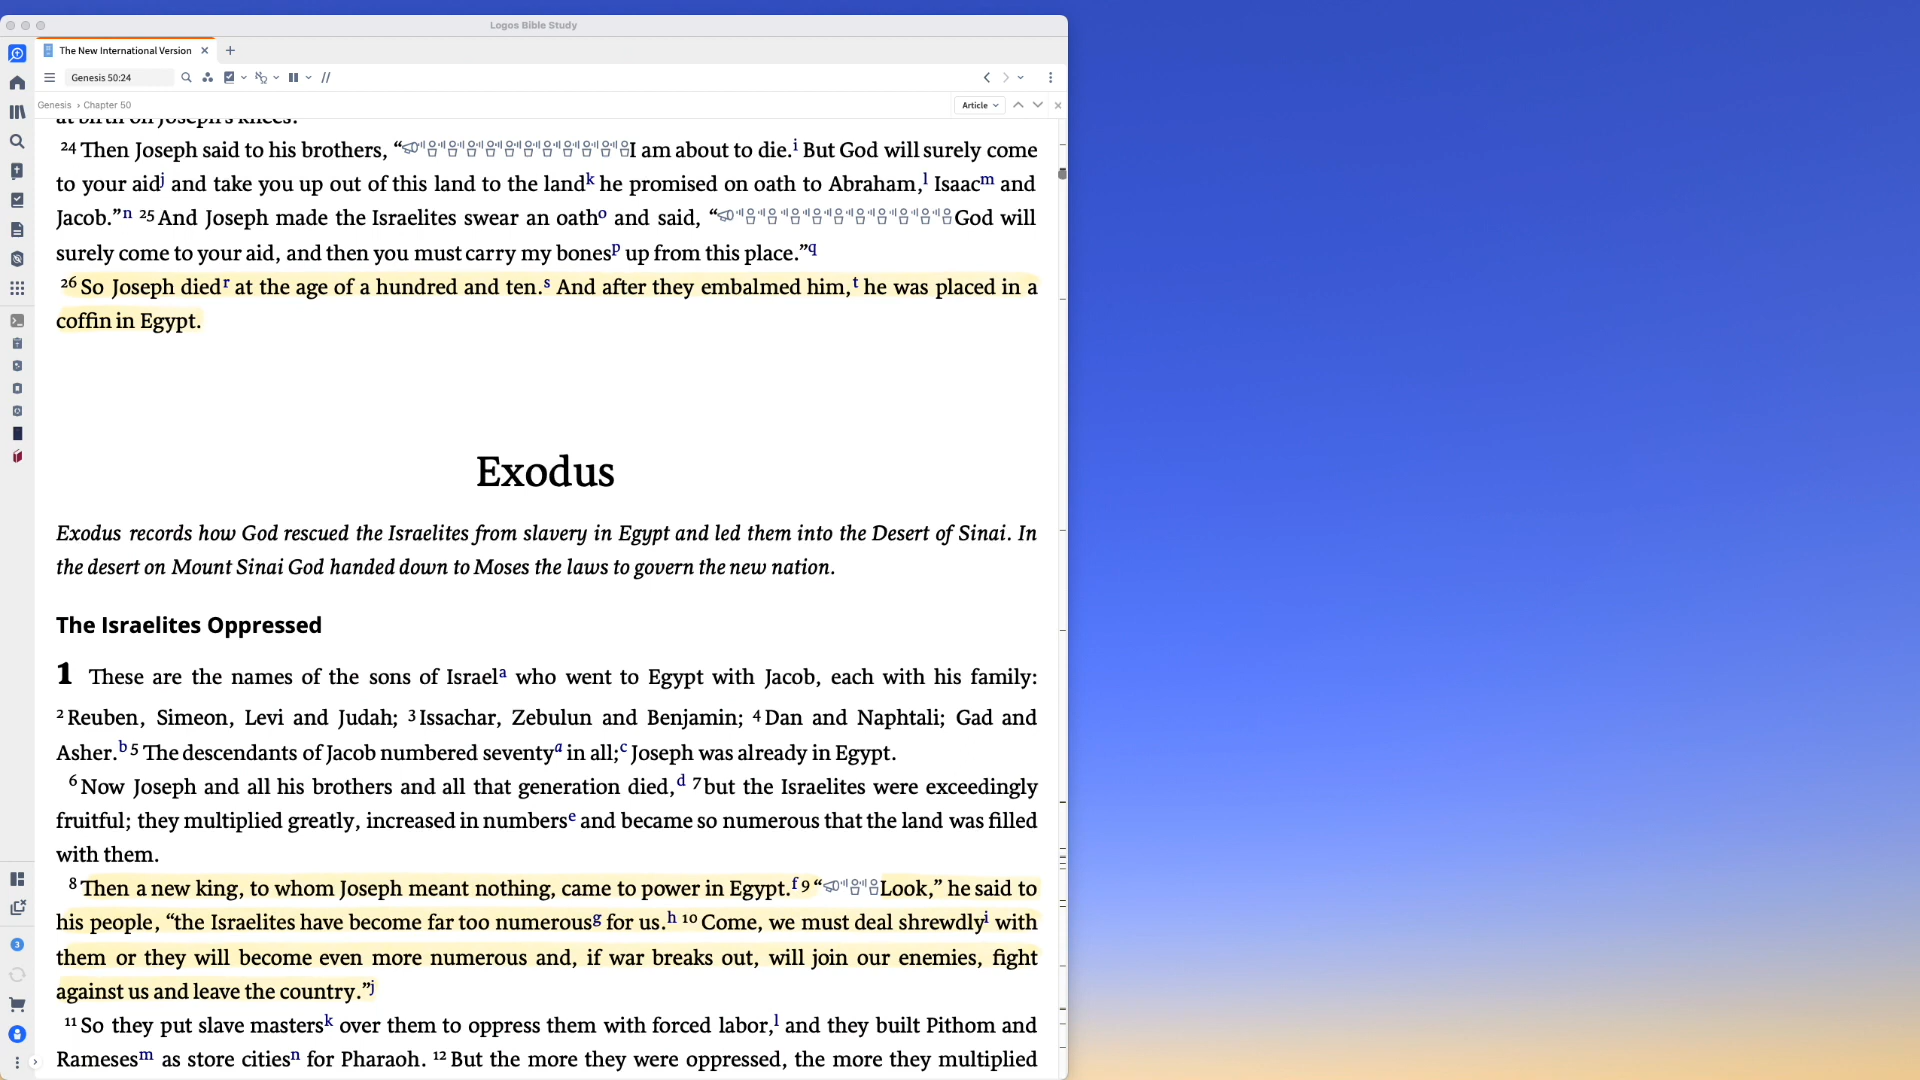 Logos Bible Study
The New International Version
Genesis 50:24
Genesis › Chapter 50
Article
at birth on Joseph's knees.
24 Then Joseph said to his brothers, “I am about to die.i But God will surely come
to your aidj and take you up out of this land to the landk he promised on oath to Abraham,l Isaacm and
Jacob.”n 25 And Joseph made the Israelites swear an oatho and said, “God will
surely come to your aid, and then you must carry my bonesp up from this place.”q
26 So Joseph diedr at the age of a hundred and ten.s And after they embalmed him,t he was placed in a
coffin in Egypt.
Exodus
Exodus records how God rescued the Israelites from slavery in Egypt and led them into the Desert of Sinai. In
the desert on Mount Sinai God handed down to Moses the laws to govern the new nation.
The Israelites Oppressed
1 These are the names of the sons of Israela who went to Egypt with Jacob, each with his family:
2 Reuben, Simeon, Levi and Judah; 3 Issachar, Zebulun and Benjamin; 4 Dan and Naphtali; Gad and
Asher.b 5 The descendants of Jacob numbered seventya in all;c Joseph was already in Egypt.
6 Now Joseph and all his brothers and all that generation died,d 7 but the Israelites were exceedingly
fruitful; they multiplied greatly, increased in numberse and became so numerous that the land was filled
with them.
8 Then a new king, to whom Joseph meant nothing, came to power in Egypt.f 9 “Look,” he said to
his people, “the Israelites have become far too numerousg for us.h 10 Come, we must deal shrewdlyi with
them or they will become even more numerous and, if war breaks out, will join our enemies, fight
against us and leave the country.”j
11 So they put slave mastersk over them to oppress them with forced labor,l and they built Pithom and
Ramesesm as store citiesn for Pharaoh. 12 But the more they were oppressed, the more they multiplied
3